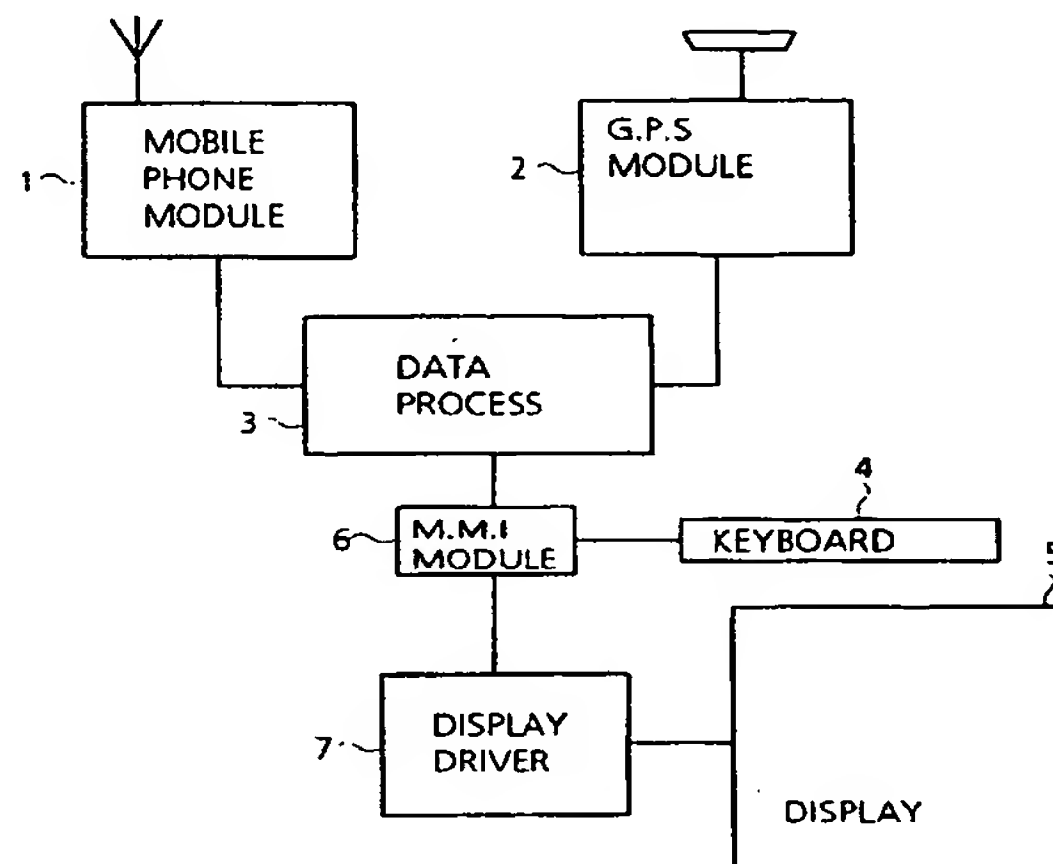 MOBILE
PHONE
MODULE
1
G.P.S
MODULE
2
DATA
PROCESS
3
M.M.I
MODULE
6
4
KEYBOARD
5
DISPLAY
DRIVER
7
DISPLAY